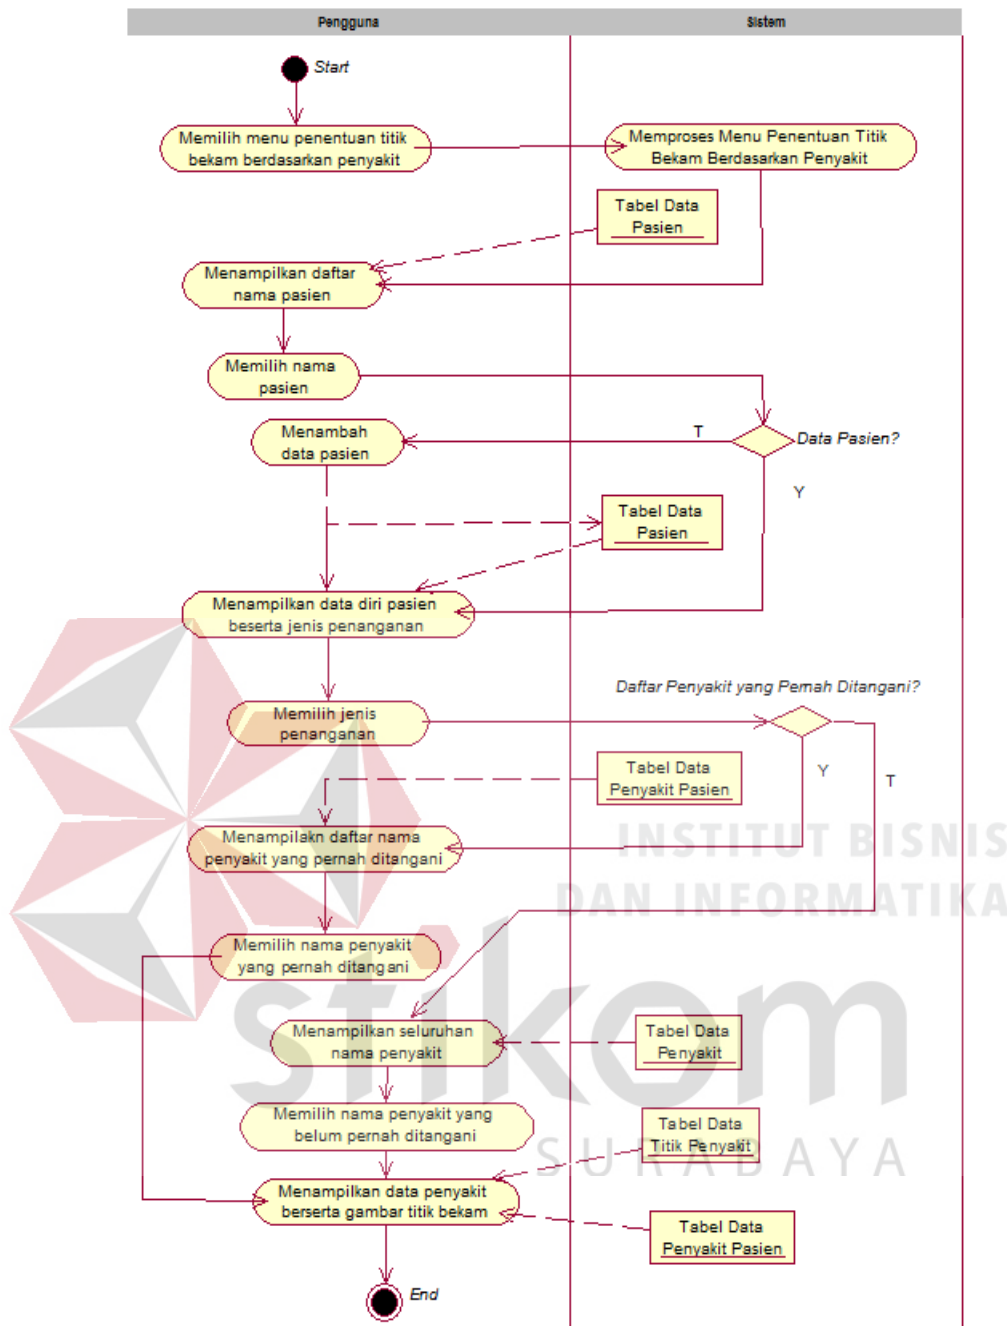 Pengguna
Sistem
Start
Memilih menu penentuan titik
bekam berdasarkan penyakit
Memproses Menu Penentuan Titik
Bekam Berdasarkan Penyakit
Tabel Data
Pasien
Menampilkan daftar
nama pasien
Memilih nama
pasien
Menambah
data pasien
T
Data Pasien?
Y
Tabel Data
Pasien
Menampilkan data diri pasien
beserta jenis penanganan
Daftar Penyakit yang Pernah Ditangani?
Memilih jenis
penanganan
Tabel Data
Penyakit Pasien
Y
T
Menampilakn daftar nama
penyakit yang pernah ditangani
INSTITUT BISNIS
DAN INFORMATIKA
Memilih nama penyakit
yang pernah ditangani
stikom
Menampilkan seluruhan
nama penyakit
Tabel Data
Penyakit
Memilih nama penyakit yang
belum pernah ditangani
Tabel Data
Titik Penyakit
SURABAYA
Menampilkan data penyakit
berserta gambar titik bekam
Tabel Data
Penyakit Pasien
End